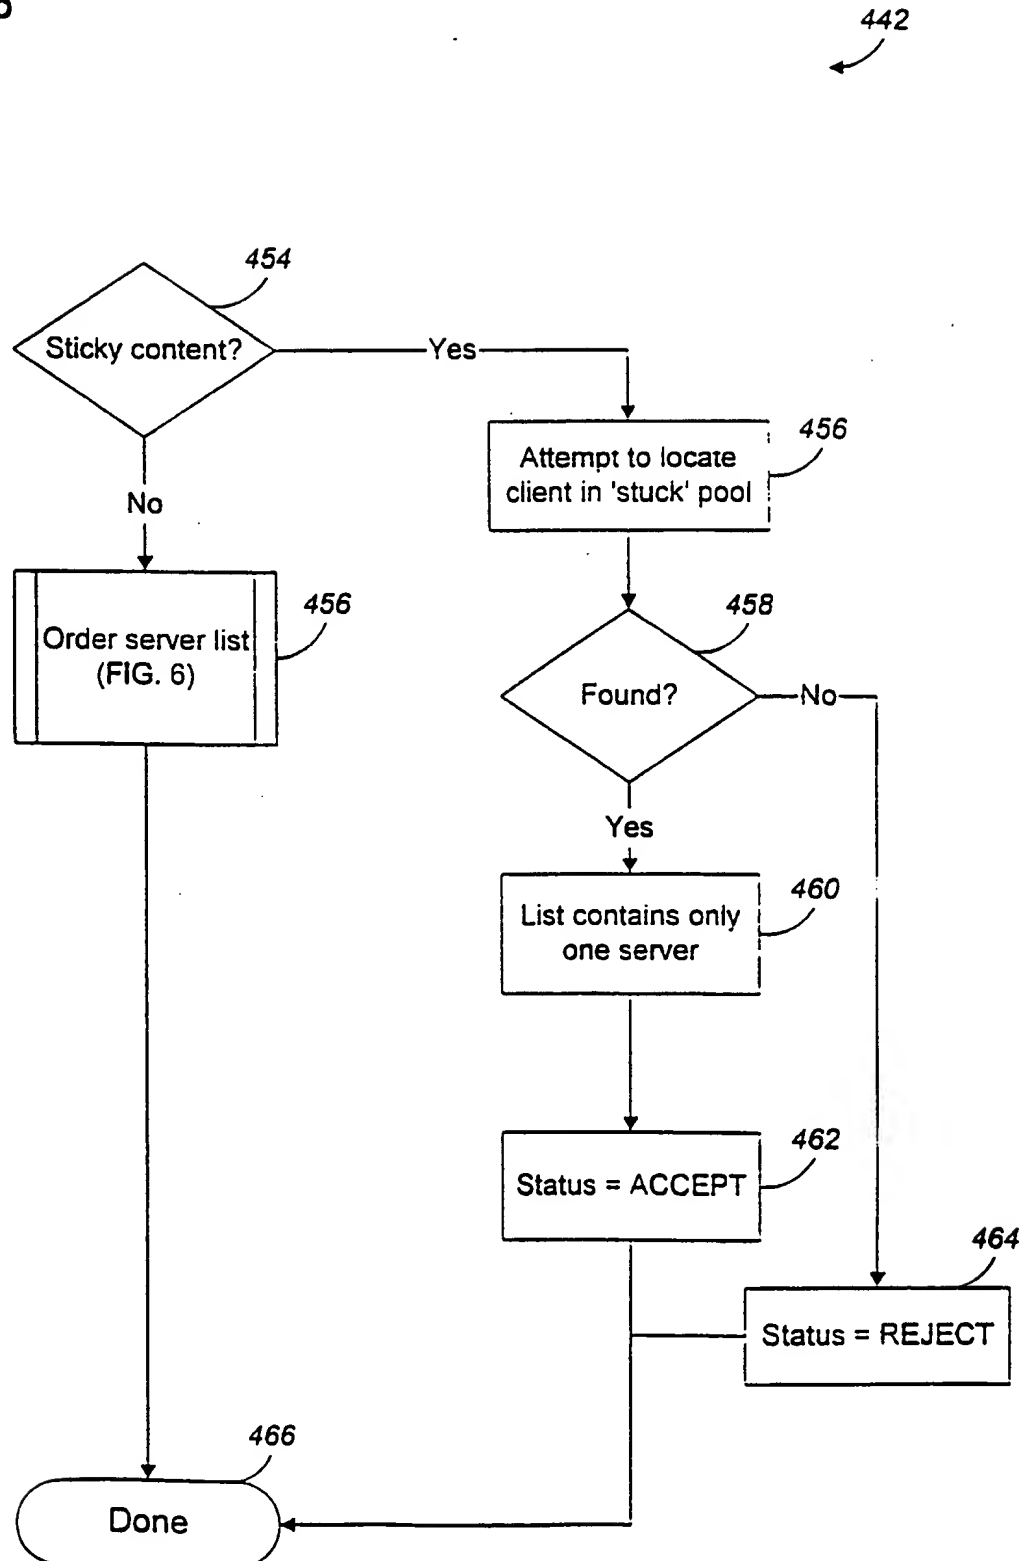 442
454
Sticky content?
Yes
456
Attempt to locate
client in 'stuck' pool
No
456
Order server list
(FIG. 6)
458
Found?
No
Yes
460
List contains only
one server
462
Status = ACCEPT
464
Status = REJECT
466
Done